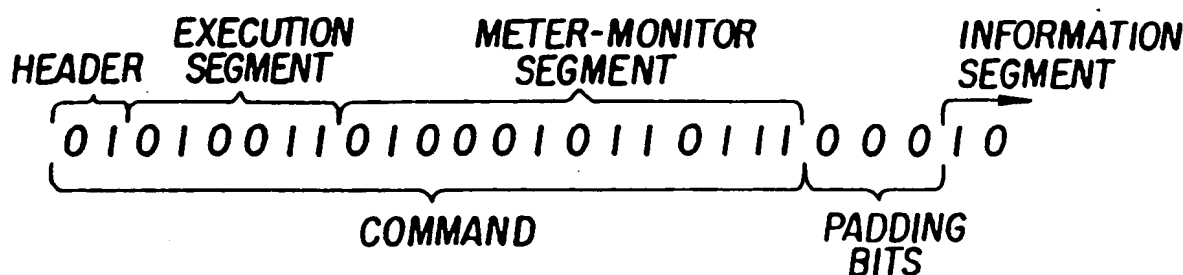 HEADER
EXECUTION
SEGMENT
METER-MONITOR
SEGMENT
INFORMATION
SEGMENT
0 1 0 1 0 0 1 1 0 1 0 0 0 1 0 1 1 0 1 1 1 0 0 0 1 0
COMMAND
PADDING
BITS